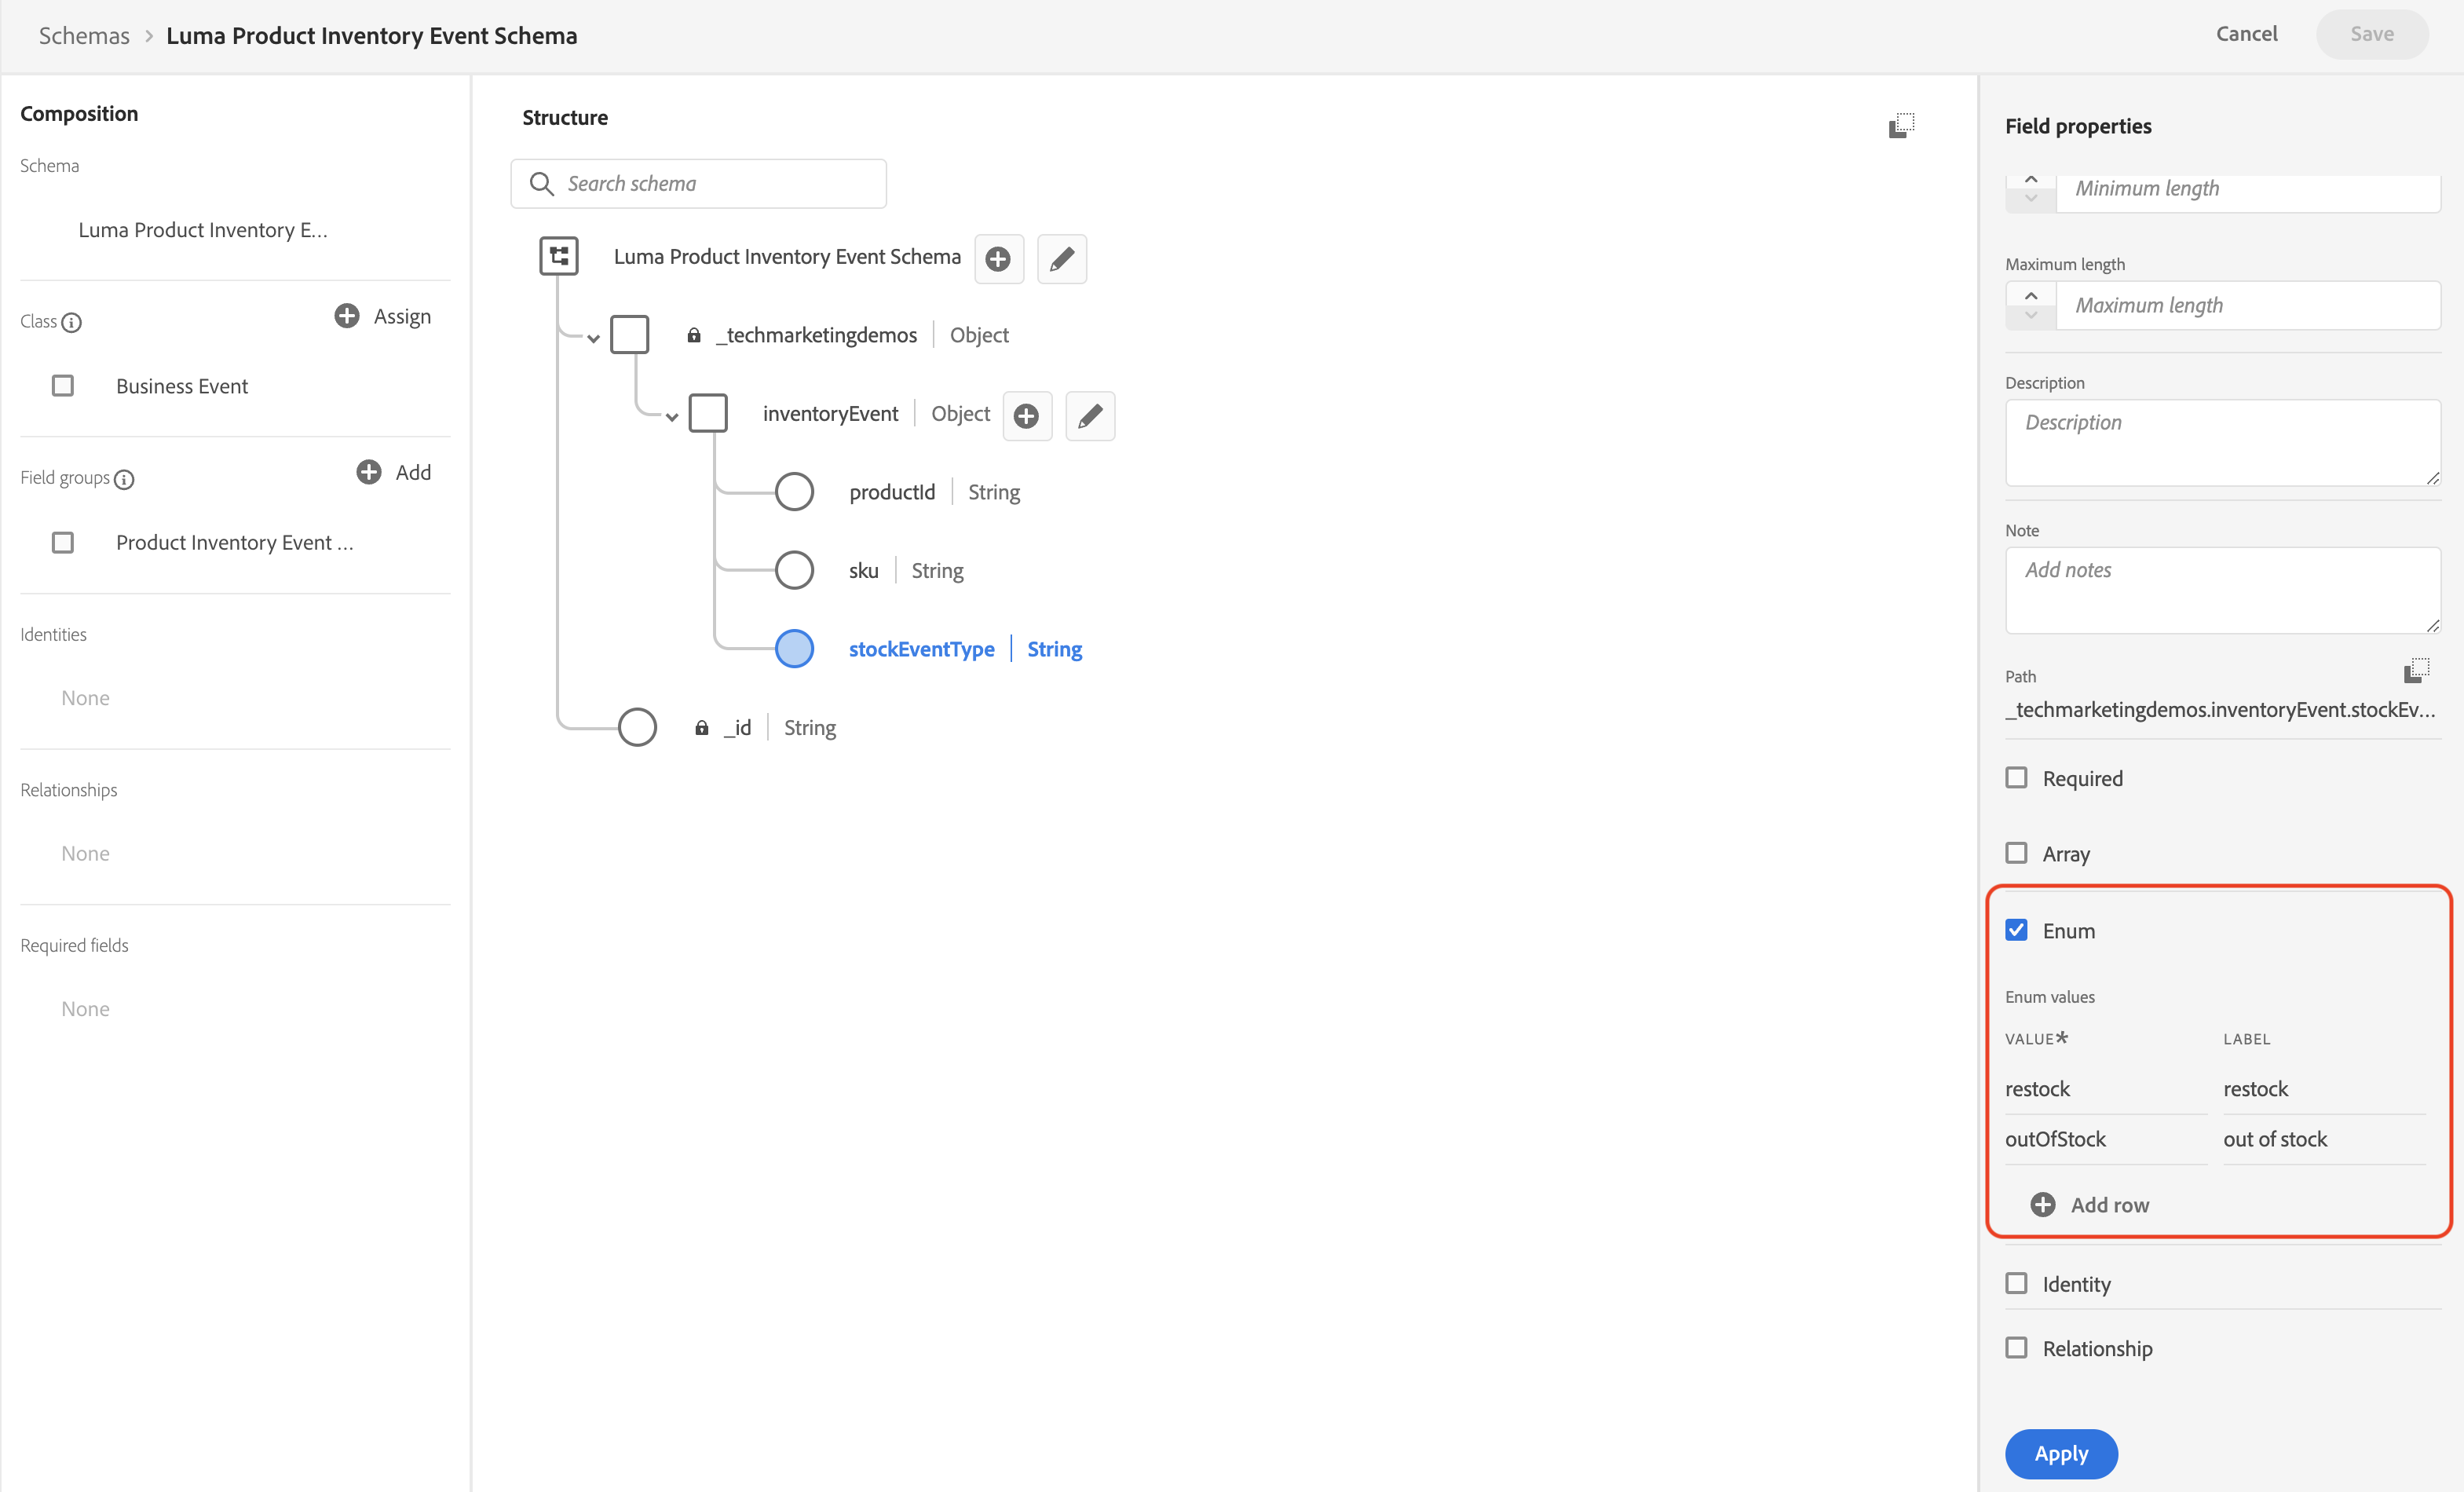 Schemas > Luma Product Inventory Event Schema
Cancel
Save
Composition
Schema
Luma Product Inventory E...
Class
Assign
Business Event
Field groups
Add
Product Inventory Event ...
Identities
None
Relationships
None
Required fields
None
Structure
Search schema
Luma Product Inventory Event Schema
_techmarketingdemos | Object
inventoryEvent | Object
productId | String
sku | String
stockEventType | String
_id | String
Field properties
Minimum length
Maximum length
Maximum length
Description
Description
Note
Add notes
Path
_techmarketingdemos.inventoryEvent.stockEv...
Required
Array
Enum
Enum values
VALUE* LABEL
restock restock
outOfStock out of stock
Add row
Identity
Relationship
Apply